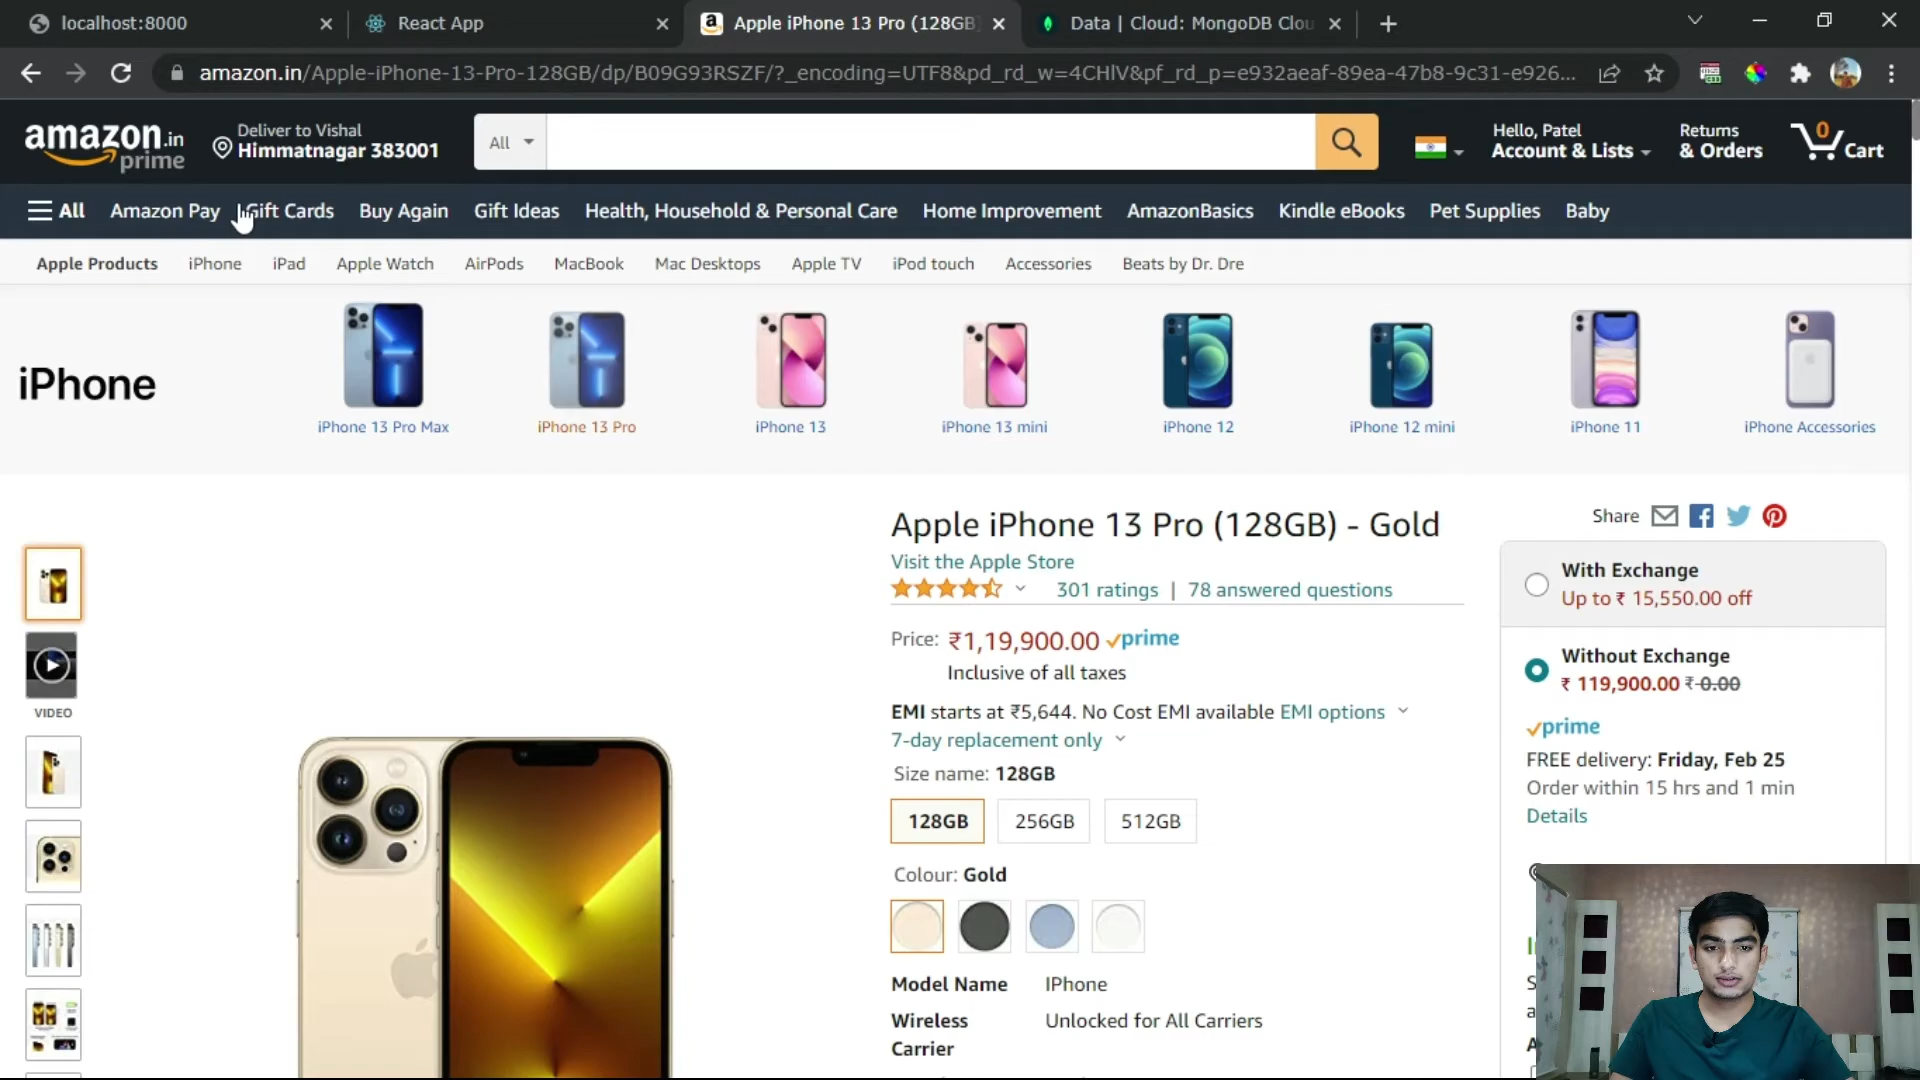 localhost:8000
React App
Apple iPhone 13 Pro (128GB)
Data | Cloud: MongoDB Clou
amazon.in/Apple-iPhone-13-Pro-128GB/dp/B09G93RSZF/?_encoding=UTF8&pd_rd_w=4CHlV&pf_rd_p=e932aeaf-89ea-47b8-9c31-e926...
amazon.in
prime
Deliver to Vishal
Himmatnagar 383001
All
Hello, Patel
Account & Lists
Returns
& Orders
0
Cart
All
Amazon Pay
Gift Cards
Buy Again
Gift Ideas
Health, Household & Personal Care
Home Improvement
AmazonBasics
Kindle eBooks
Pet Supplies
Baby
Apple Products
iPhone
iPad
Apple Watch
AirPods
MacBook
Mac Desktops
Apple TV
iPod touch
Accessories
Beats by Dr. Dre
iPhone
iPhone 13 Pro Max
iPhone 13 Pro
iPhone 13
iPhone 13 mini
iPhone 12
iPhone 12 mini
iPhone 11
iPhone Accessories
VIDEO
Apple iPhone 13 Pro (128GB) - Gold
Visit the Apple Store
301 ratings | 78 answered questions
Price: ₹1,19,900.00 prime
Inclusive of all taxes
EMI starts at ₹5,644. No Cost EMI available EMI options
7-day replacement only
Size name: 128GB
128GB
256GB
512GB
Colour: Gold
Model Name IPhone
Wireless Unlocked for All Carriers
Carrier
Share
With Exchange
Up to ₹ 15,550.00 off
Without Exchange
₹ 119,900.00 ₹ 0.00
prime
FREE delivery: Friday, Feb 25
Order within 15 hrs and 1 min
Details